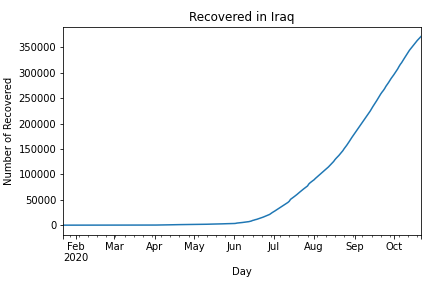 Recovered in Iraq
Number of Recovered
350000
300000
250000
200000
150000
100000
50000
0
Feb Mar Apr May Jun Jul Aug Sep Oct
2020
Day